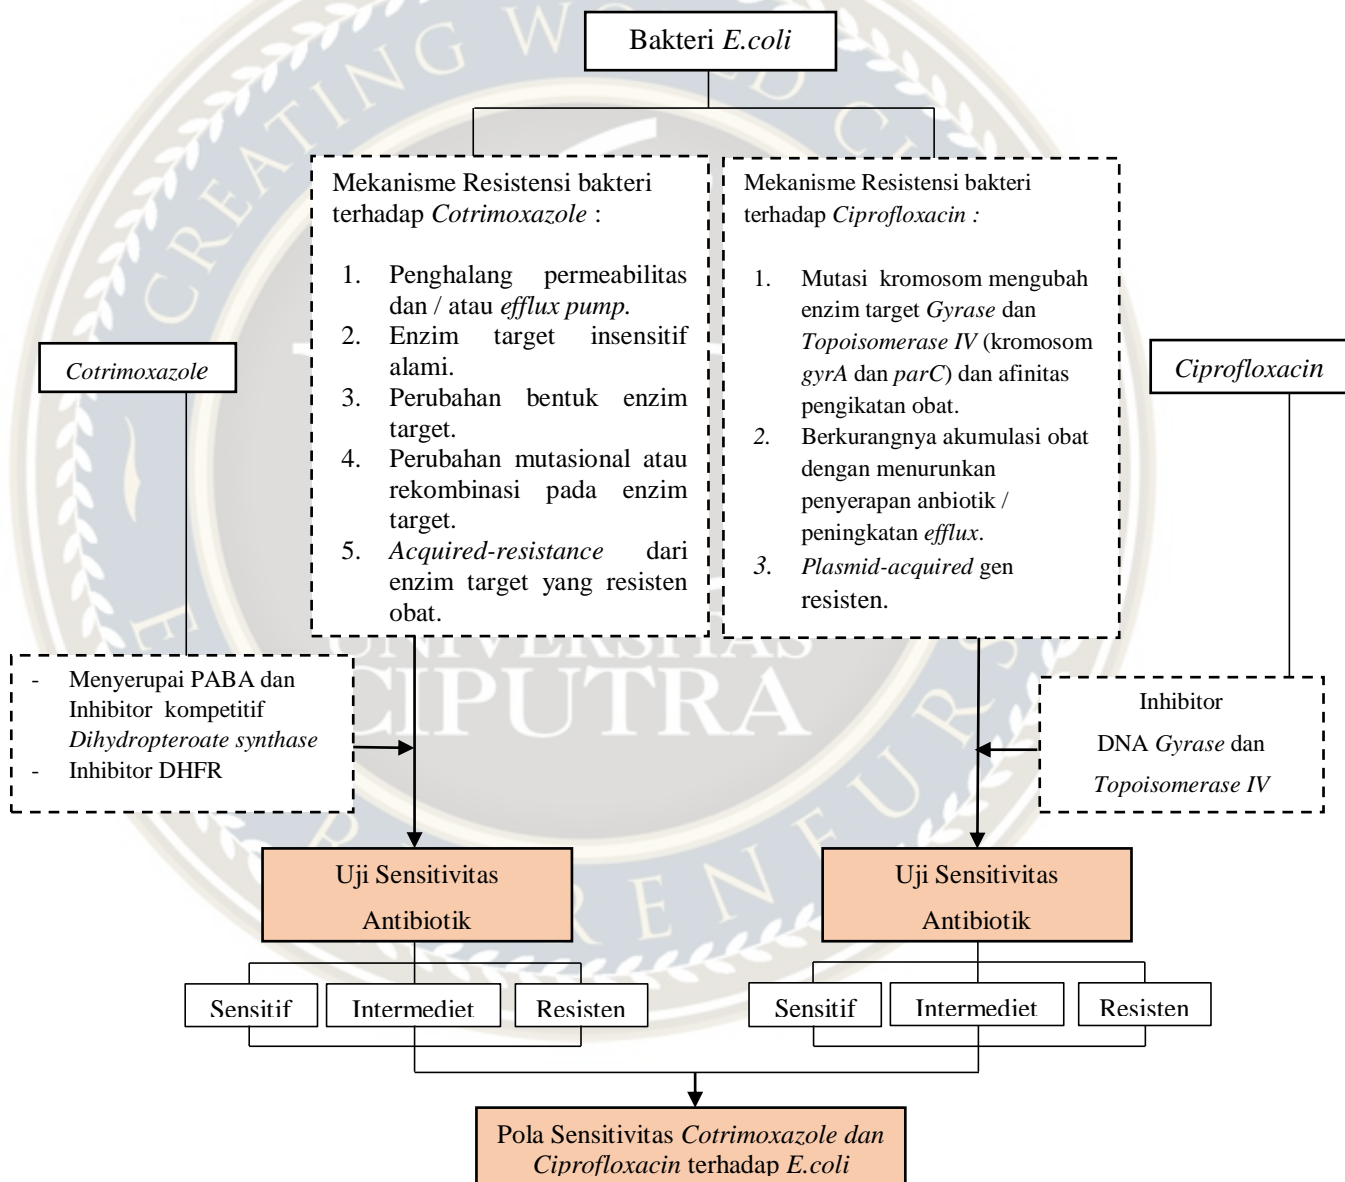 Bakteri E.coli
Mekanisme Resistensi bakteri
terhadap Cotrimoxazole :
1. Penghalang permeabilitas
dan / atau efflux pump.
2. Enzim target insensitif
alami.
3. Perubahan bentuk enzim
target.
4. Perubahan mutasional atau
rekombinasi pada enzim
target.
5. Acquired-resistance dari
enzim target yang resisten
obat.
Mekanisme Resistensi bakteri
terhadap Ciprofloxacin :
1. Mutasi kromosom mengubah
enzim target Gyrase dan
Topoisomerase IV (kromosom
gyrA dan parC) dan afinitas
pengikatan obat.
2. Berkurangnya akumulasi obat
dengan menurunkan
penyerapan anbiotik /
peningkatan efflux.
3. Plasmid-acquired gen
resisten.
Cotrimoxazole
Ciprofloxacin
- Menyerupai PABA dan
Inhibitor kompetitif
Dihydropteroate synthase
- Inhibitor DHFR
Inhibitor
DNA Gyrase dan
Topoisomerase IV
UNIVERSITAS
CIPUTRA
Uji Sensitivitas
Antibiotik
Uji Sensitivitas
Antibiotik
Sensitif
Intermediet
Resisten
Sensitif
Intermediet
Resisten
Pola Sensitivitas Cotrimoxazole dan
Ciprofloxacin terhadap E.coli
CREATING